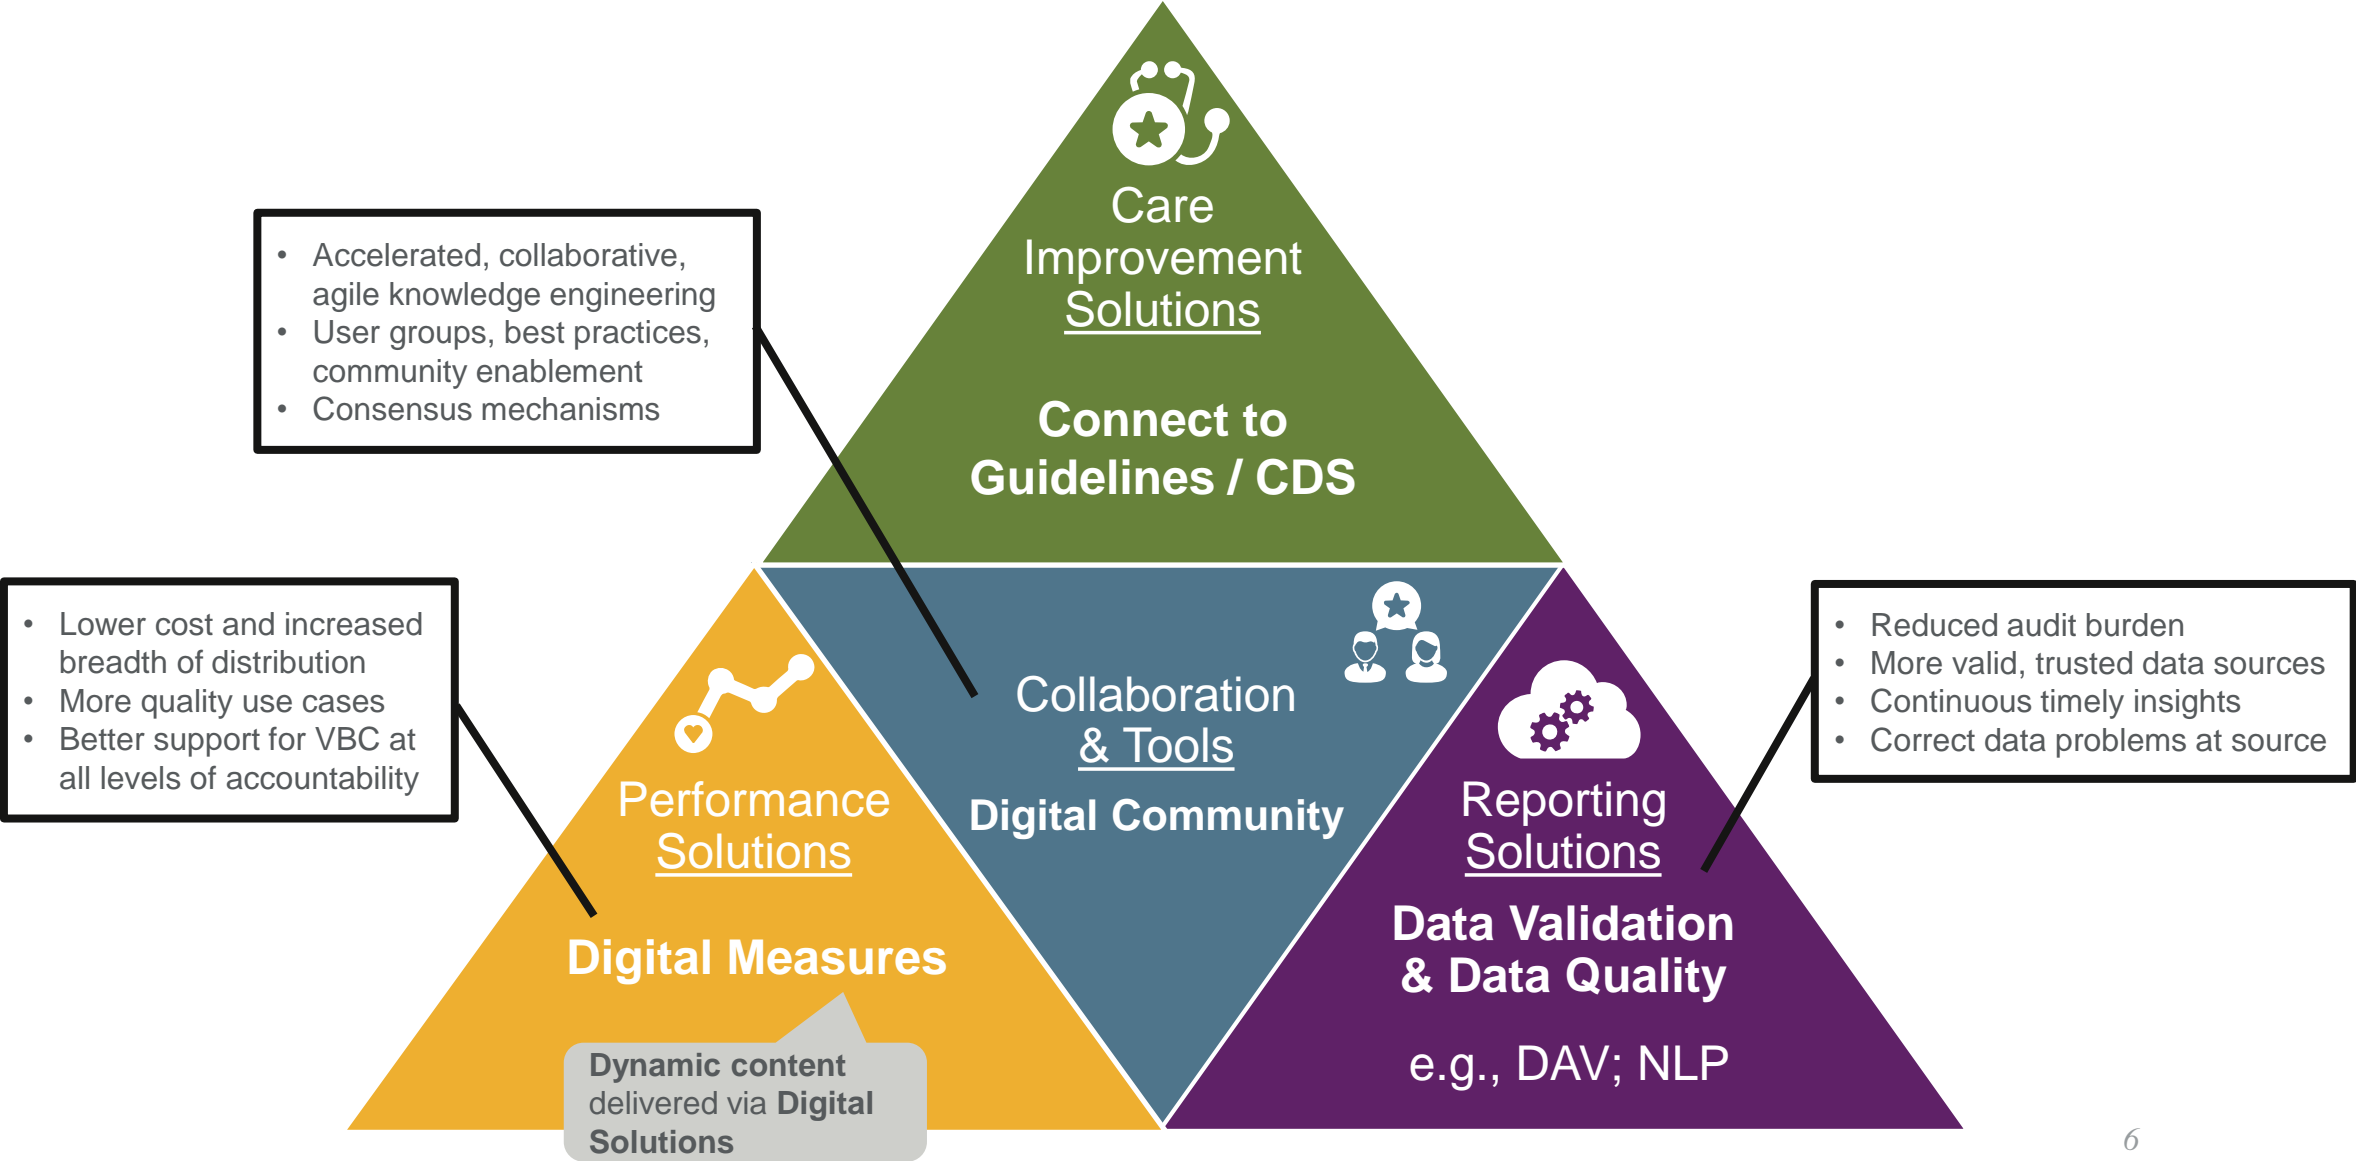 Care
Improvement
Solutions
Connect to
Guidelines / CDS
• Accelerated, collaborative,
agile knowledge engineering
• User groups, best practices,
community enablement
• Consensus mechanisms
• Lower cost and increased
breadth of distribution
• More quality use cases
• Better support for VBC at
all levels of accountability
Performance
Solutions
Digital Measures
Dynamic content
delivered via Digital
Solutions
Collaboration
& Tools
Digital Community
Reporting
Solutions
Data Validation
& Data Quality
e.g., DAV; NLP
• Reduced audit burden
• More valid, trusted data sources
• Continuous timely insights
• Correct data problems at source
6